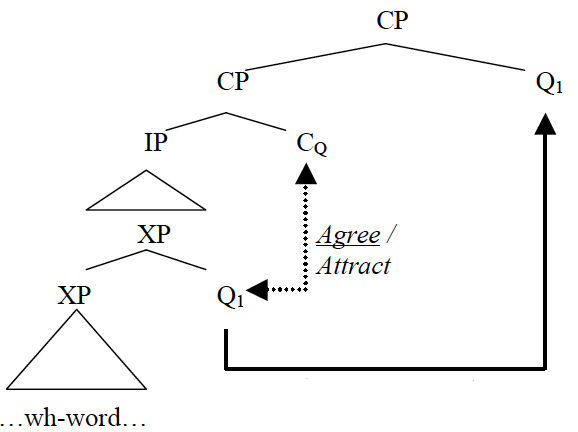 CP
CP Q1
IP CQ
XP Agree /
Attract
XP Q1
…wh-word…